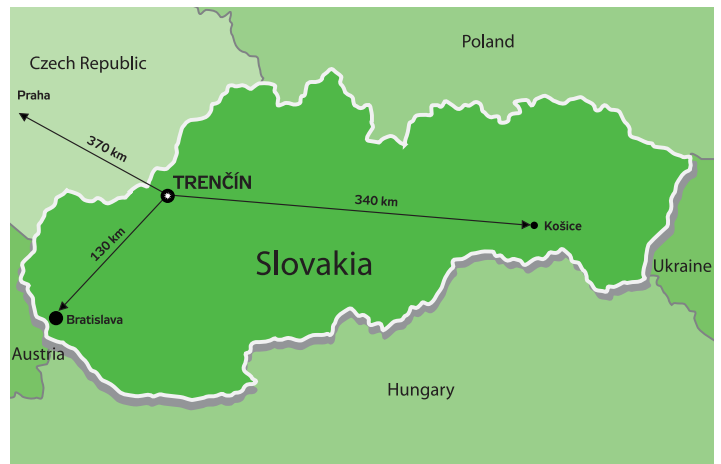 Poland
Czech Republic
Praha
370 km
TRENČÍN
340 km
Košice
130 km
Slovakia
Ukraine
Bratislava
Austria
Hungary